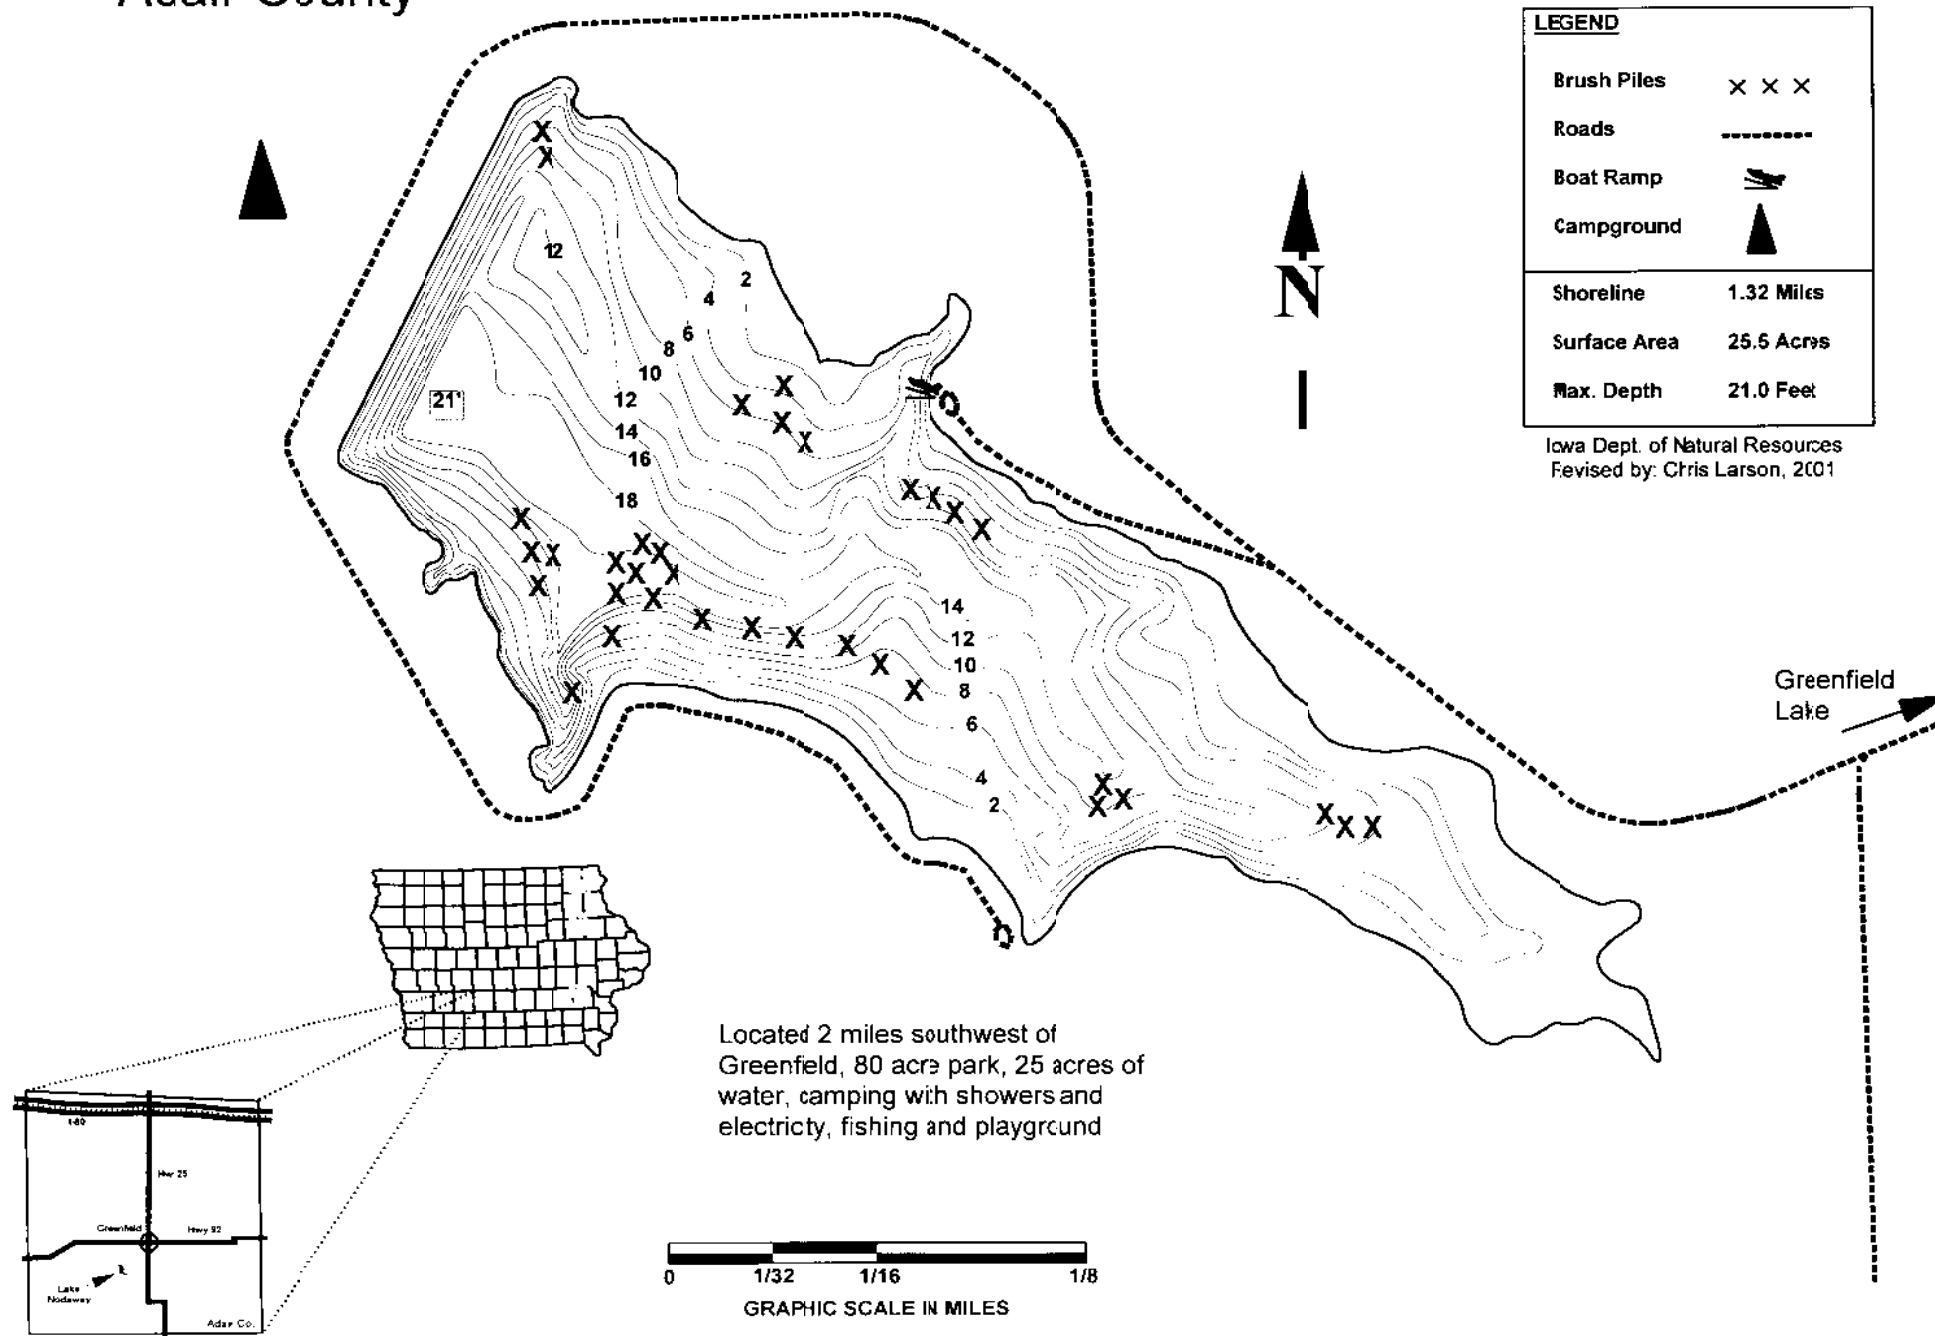 Adair County
LEGEND
Brush Piles
Roads
Boat Ramp
Campground
Shoreline 1.32 Miles
Surface Area 25.5 Acres
Max. Depth 21.0 Feet
Iowa Dept. of Natural Resources
Revised by: Chris Larson, 2001
N
12
2
4
6
8
10
12
14
16
18
21'
14
12
10
8
6
4
2
Greenfield
Lake
Located 2 miles southwest of
Greenfield, 80 acre park, 25 acres of
water, camping with showers and
electricty, fishing and playground
I-80
Hwy 25
Greenfield
Hwy 92
Lake
Nodaway
Adair Co.
0 1/32 1/16 1/8
GRAPHIC SCALE IN MILES